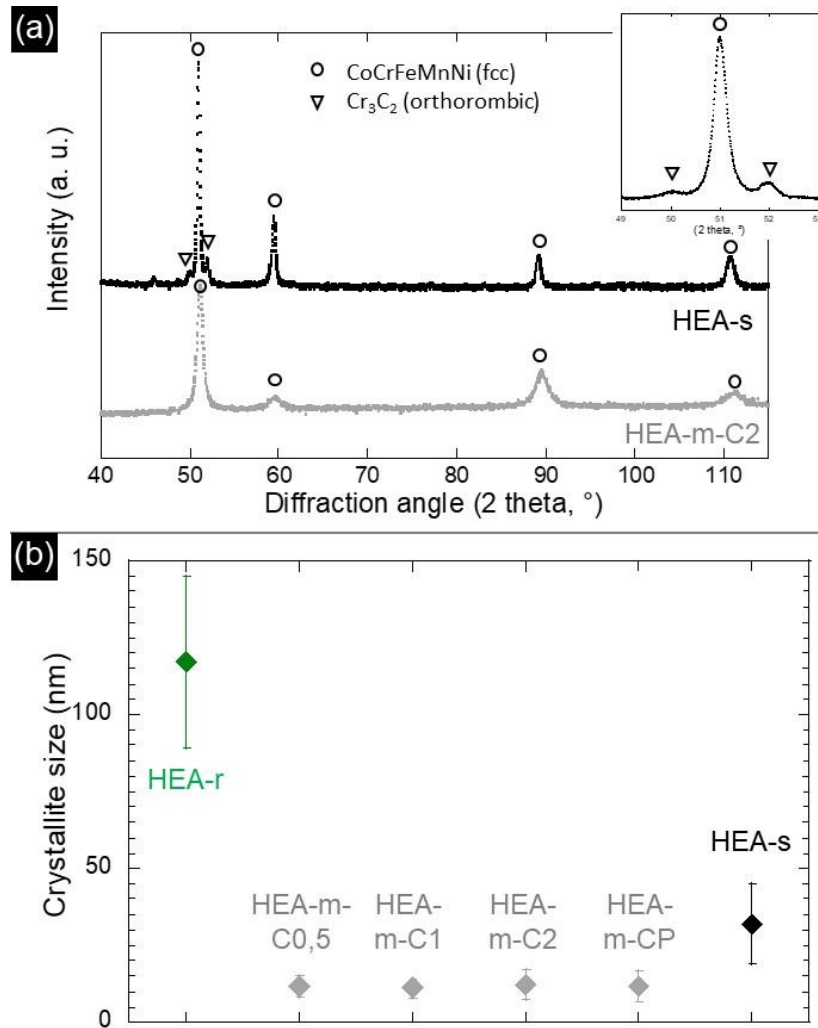 (a)
CoCrFeMnNi (fcc)
Cr₃C₂ (orthorombic)
49 50 51 52
(2 theta, °)
Intensity (a. u.)
HEA-s
HEA-m-C2
40 50 60 70 80 90 100 110
Diffraction angle (2 theta, °)
(b)
150
100
50
0
Crystallite size (nm)
HEA-r
HEA-s
HEA-m-
C0,5
HEA-
m-C1
HEA-
m-C2
HEA-
m-CP